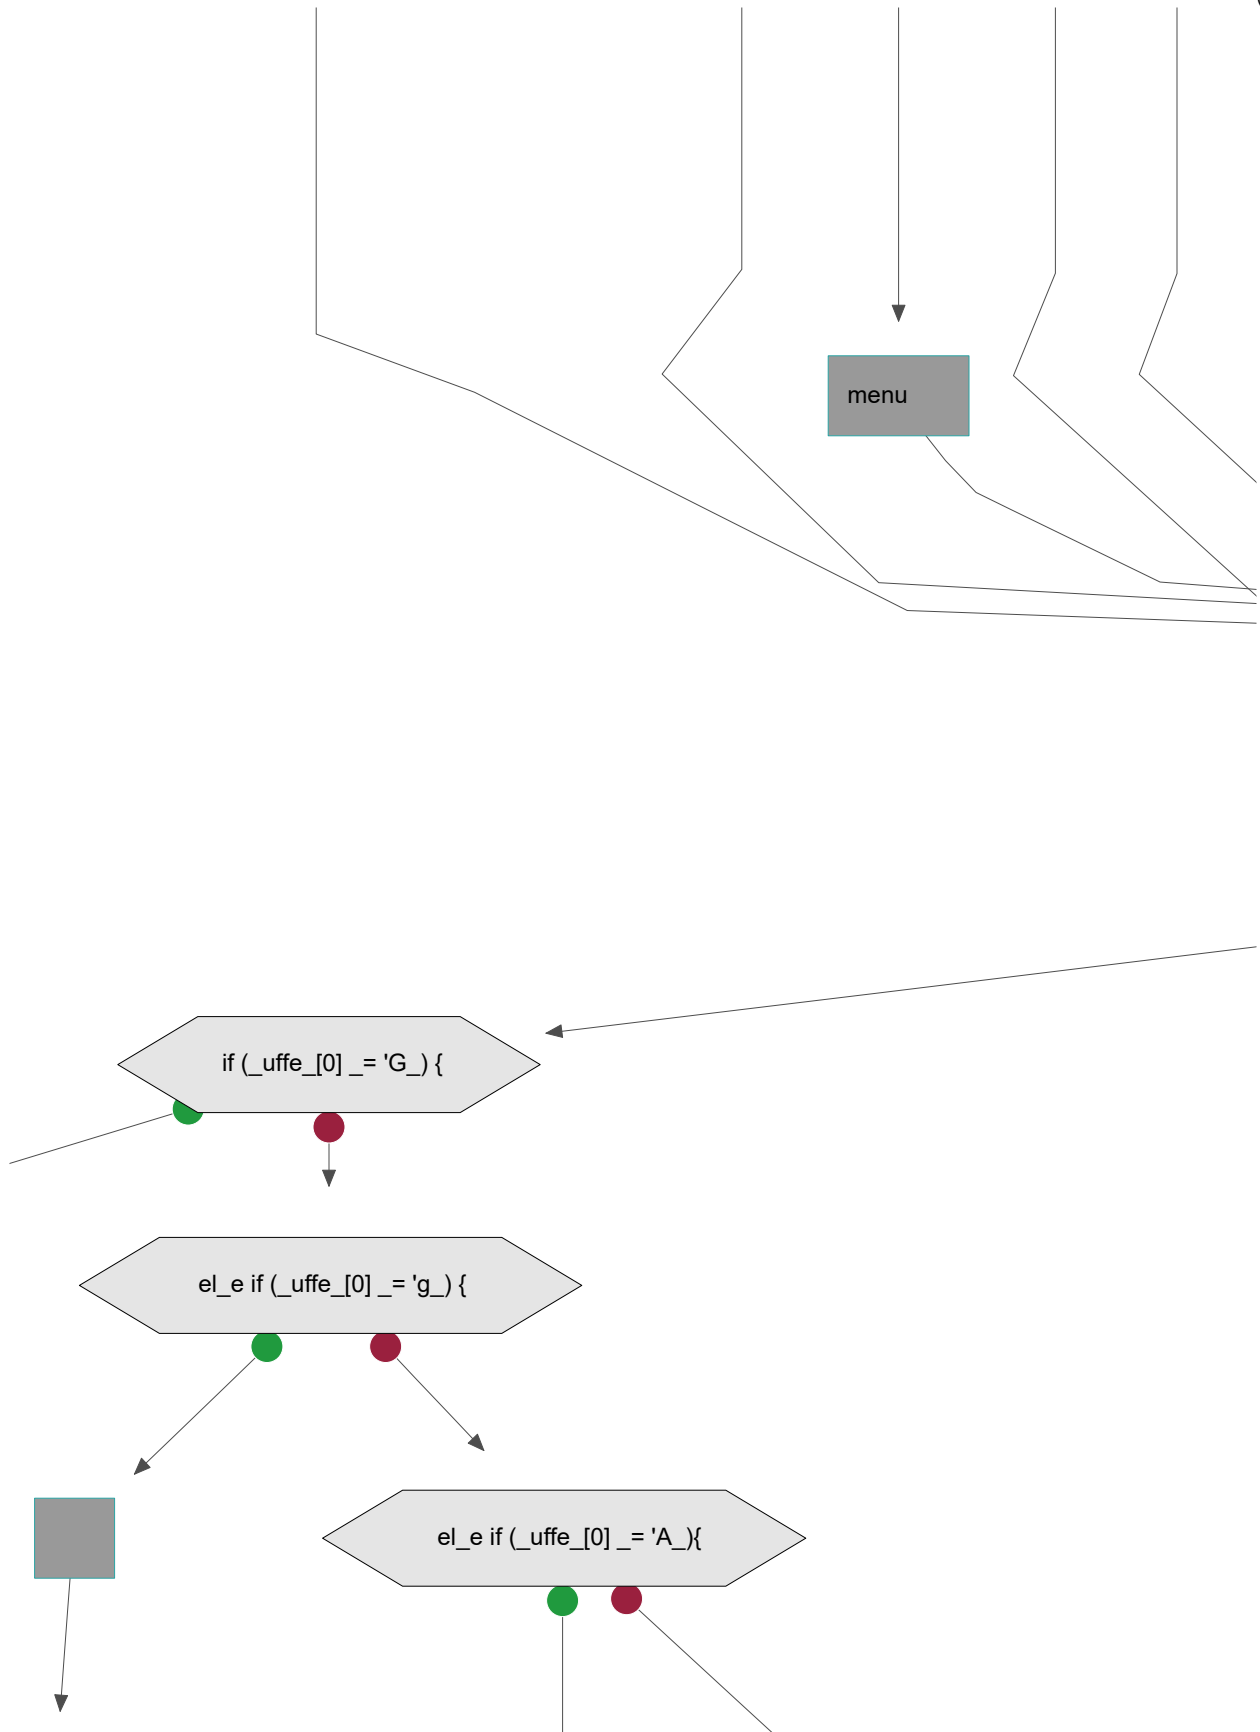 menu
if (_uffe_[0] _= 'G_) {
el_e if (_uffe_[0] _= 'g_) {
el_e if (_uffe_[0] _= 'A_){